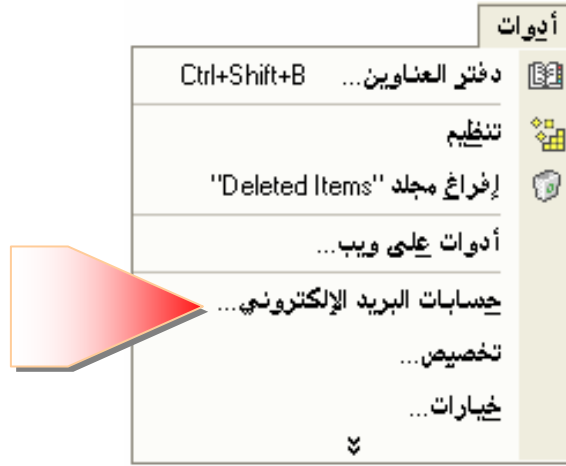 أدوات
دفتر العناوين... Ctrl+Shift+B
تنظيم
إفراغ مجلد "Deleted Items"
أدوات على ويب...
حسابات البريد الإلكتروني...
تخصيص...
خيارات...